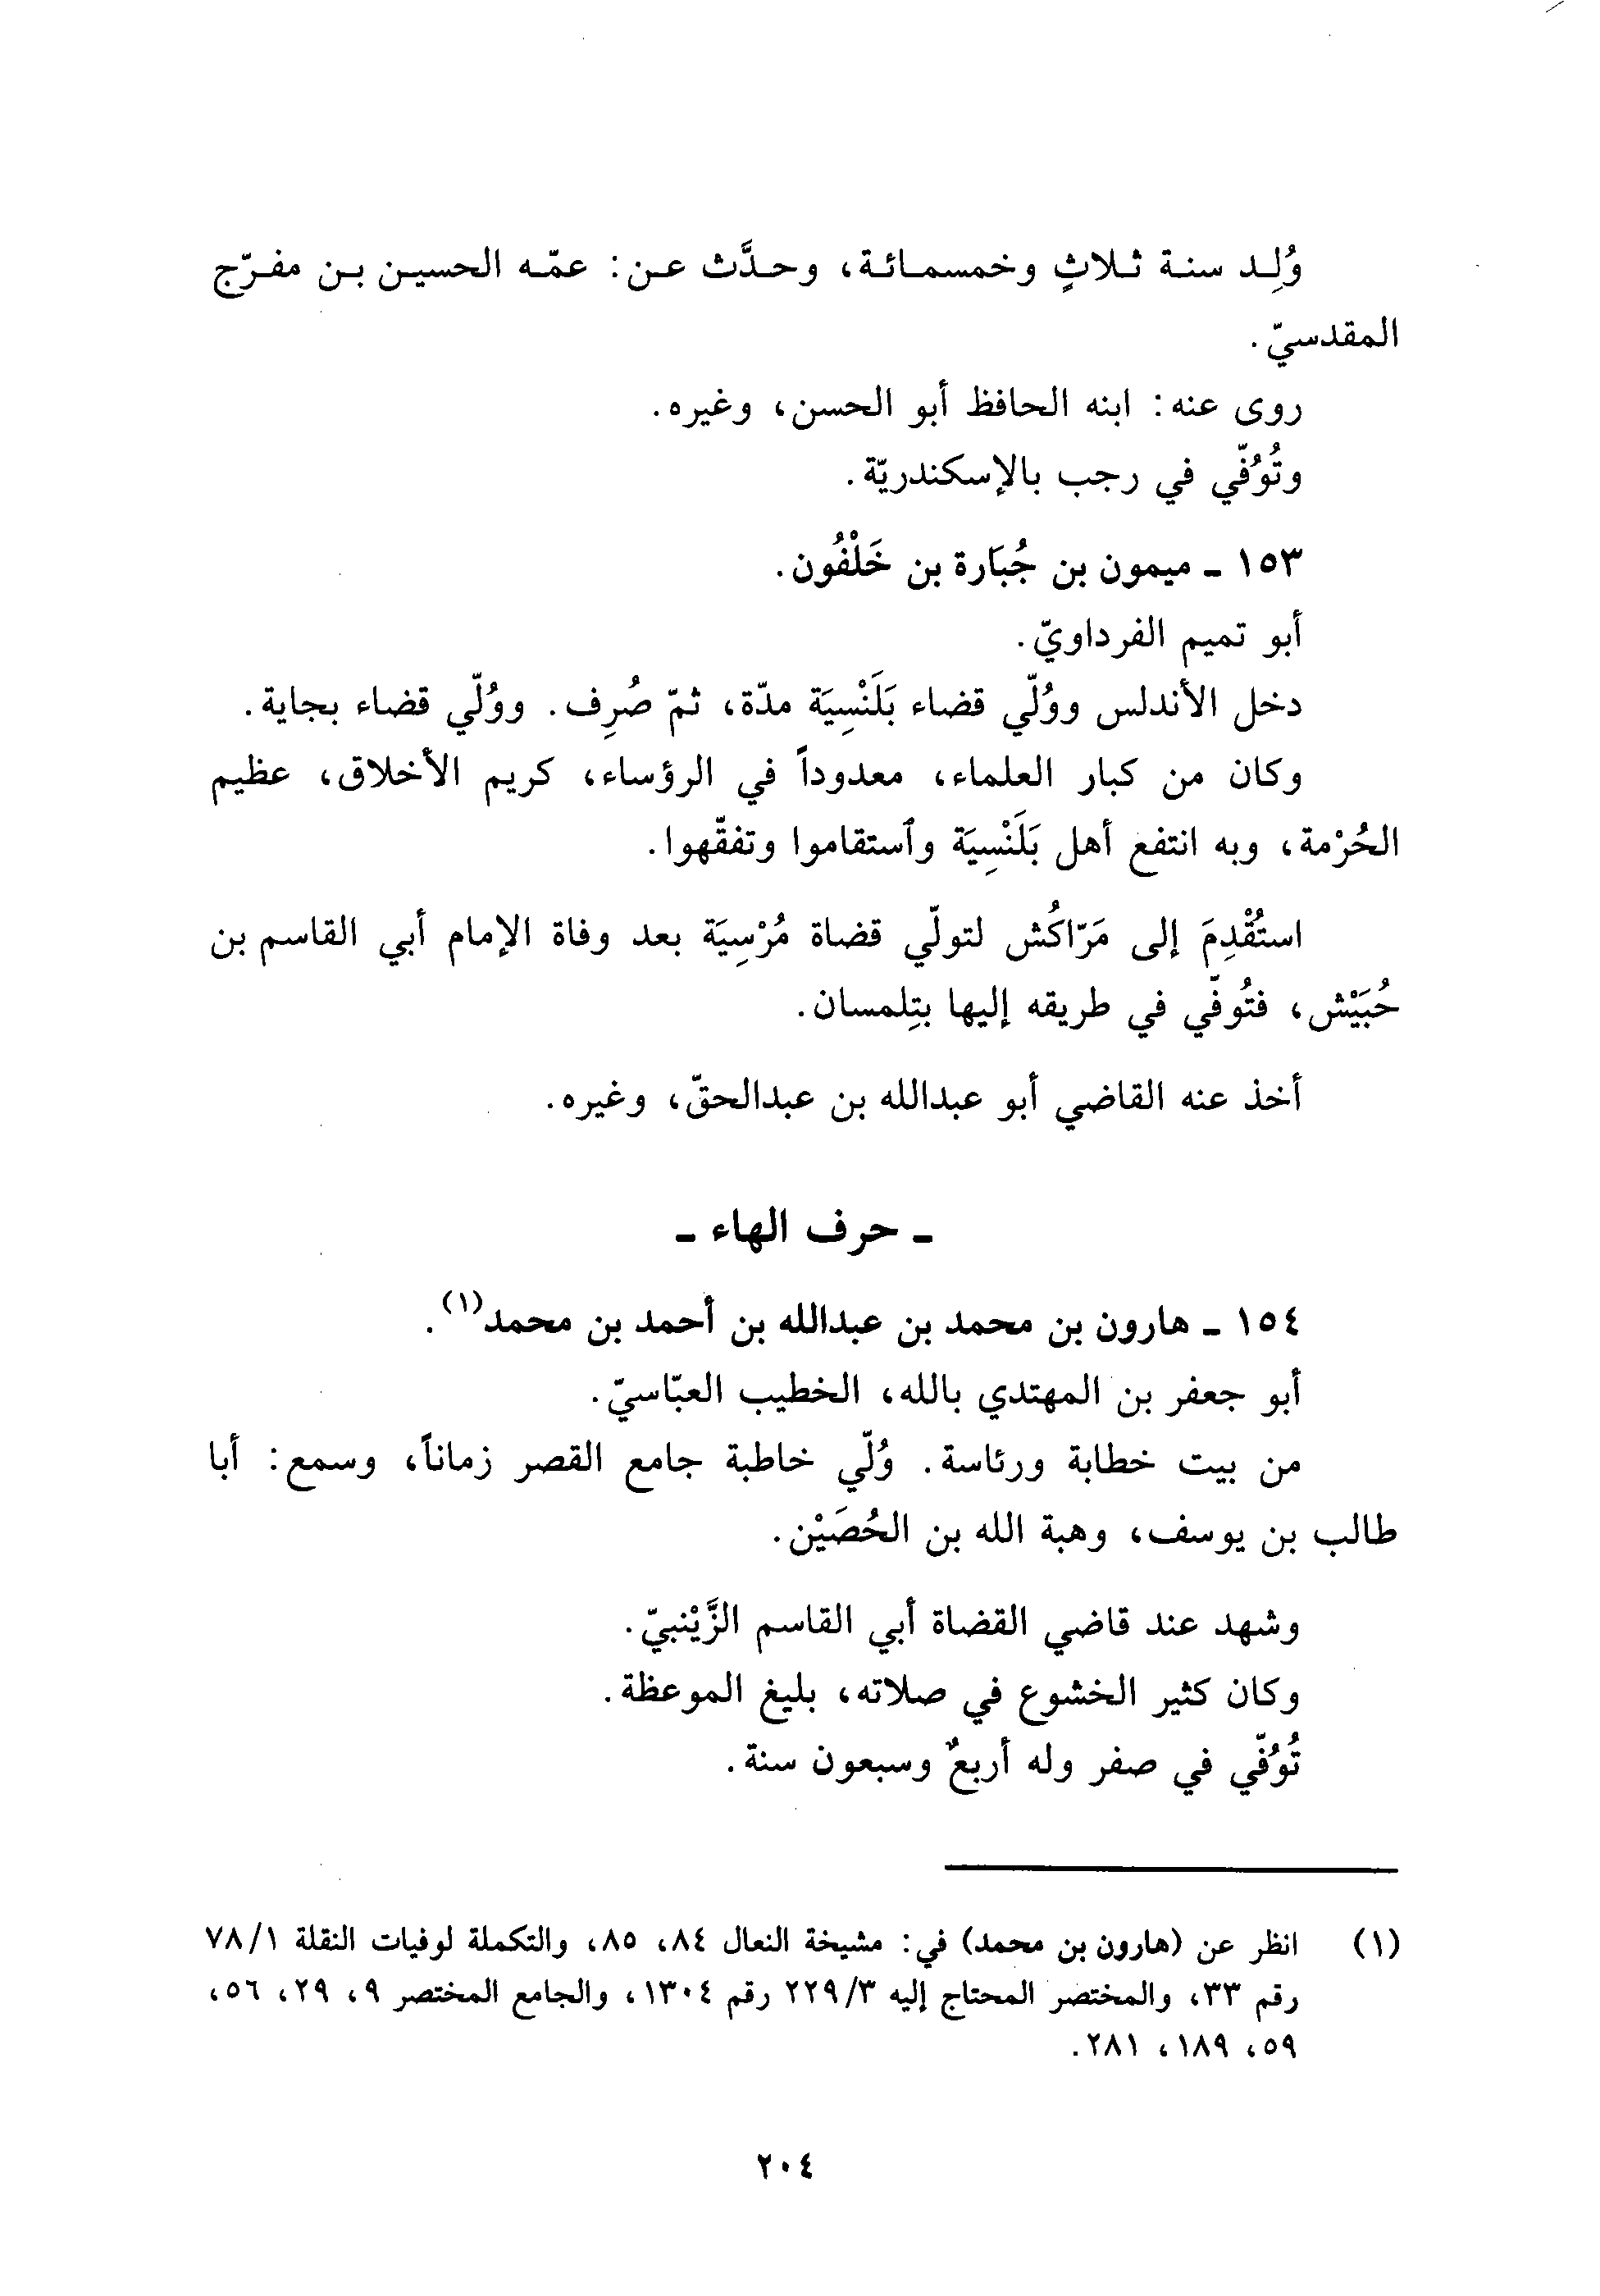 وُلِد سنة ثلاثٍ وخمسمائة، وحدَّث عن: عمّه الحسين بن مفرّج
المقدسيّ.
روى عنه: ابنه الحافظ أبو الحسن، وغيره.
وتُوُفّي في رجب بالإسكندريّة.
١٥٣ - ميمون بن جُبَارة بن خَلْفُون.
أبو تميم الفرداويّ.
دخل الأندلس ووُلّي قضاء بَلَنْسِيَة مدّة، ثمّ صُرِف. ووُلّي قضاء بجاية.
وكان من كبار العلماء، معدوداً في الرؤساء، كريم الأخلاق، عظيم
الحُرْمة، وبه انتفع أهل بَلَنْسِيَة وٱستقاموا وتفقّهوا.
استُقْدِمَ إلى مَرّاكُش لتولّي قضاة مُرْسِيَة بعد وفاة الإمام أبي القاسم بن
حُبَيْش، فتُوفّي في طريقه إليها بتِلمسان.
أخذ عنه القاضي أبو عبدالله بن عبدالحقّ، وغيره.
- حرف الهاء -
١٥٤ - هارون بن محمد بن عبدالله بن أحمد بن محمد(١).
أبو جعفر بن المهتدي بالله، الخطيب العبّاسيّ.
من بيت خطابة ورئاسة. وُلّي خاطبة جامع القصر زماناً، وسمع: أبا
طالب بن يوسف، وهبة الله بن الحُصَيْن.
وشهد عند قاضي القضاة أبي القاسم الزَّيْنبيّ.
وكان كثير الخشوع في صلاته، بليغ الموعظة.
تُوُفّي في صفر وله أربعٌ وسبعون سنة.
(١) انظر عن (هارون بن محمد) في: مشيخة النعال ٨٤، ٨٥، والتكملة لوفيات النقلة ٧٨/١
رقم ٣٣، والمختصر المحتاج إليه ٢٢٩/٣ رقم ١٣٠٤، والجامع المختصر ٩، ٢٩، ٥٦،
٥٩، ١٨٩، ٢٨١.
٢٠٤